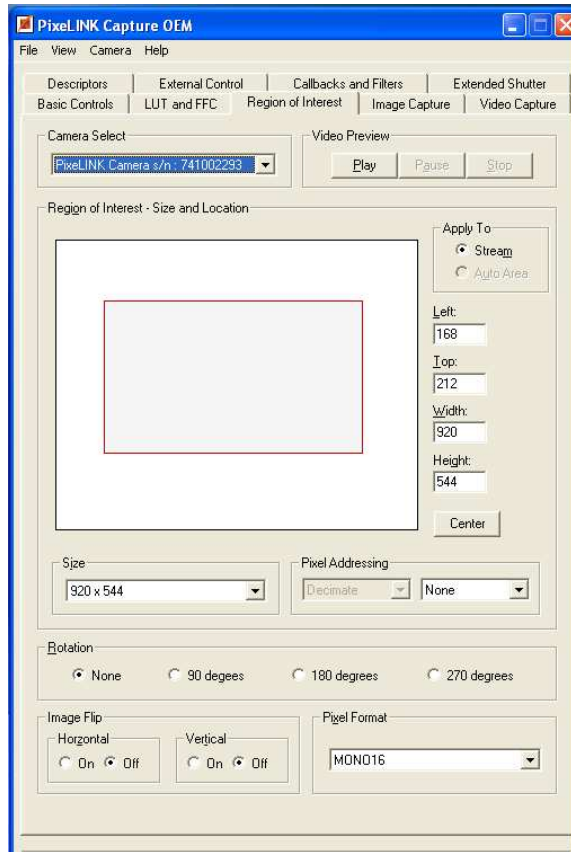 PixeLINK Capture OEM
File View Camera Help
Descriptors External Control Callbacks and Filters Extended Shutter
Basic Controls LUT and FFC Region of Interest Image Capture Video Capture
Camera Select
PixeLINK Camera s/n : 741002293
Video Preview
Play Pause Stop
Region of Interest - Size and Location
Apply To
Stream
Auto Area
Left:
168
Top:
212
Width:
920
Height:
544
Center
Size
920 x 544
Pixel Addressing
Decimate None
Rotation
None 90 degees 180 degrees 270 degrees
Image Flip
Horzontal
On Off
Vertical
On Off
Pixel Format
MONO16